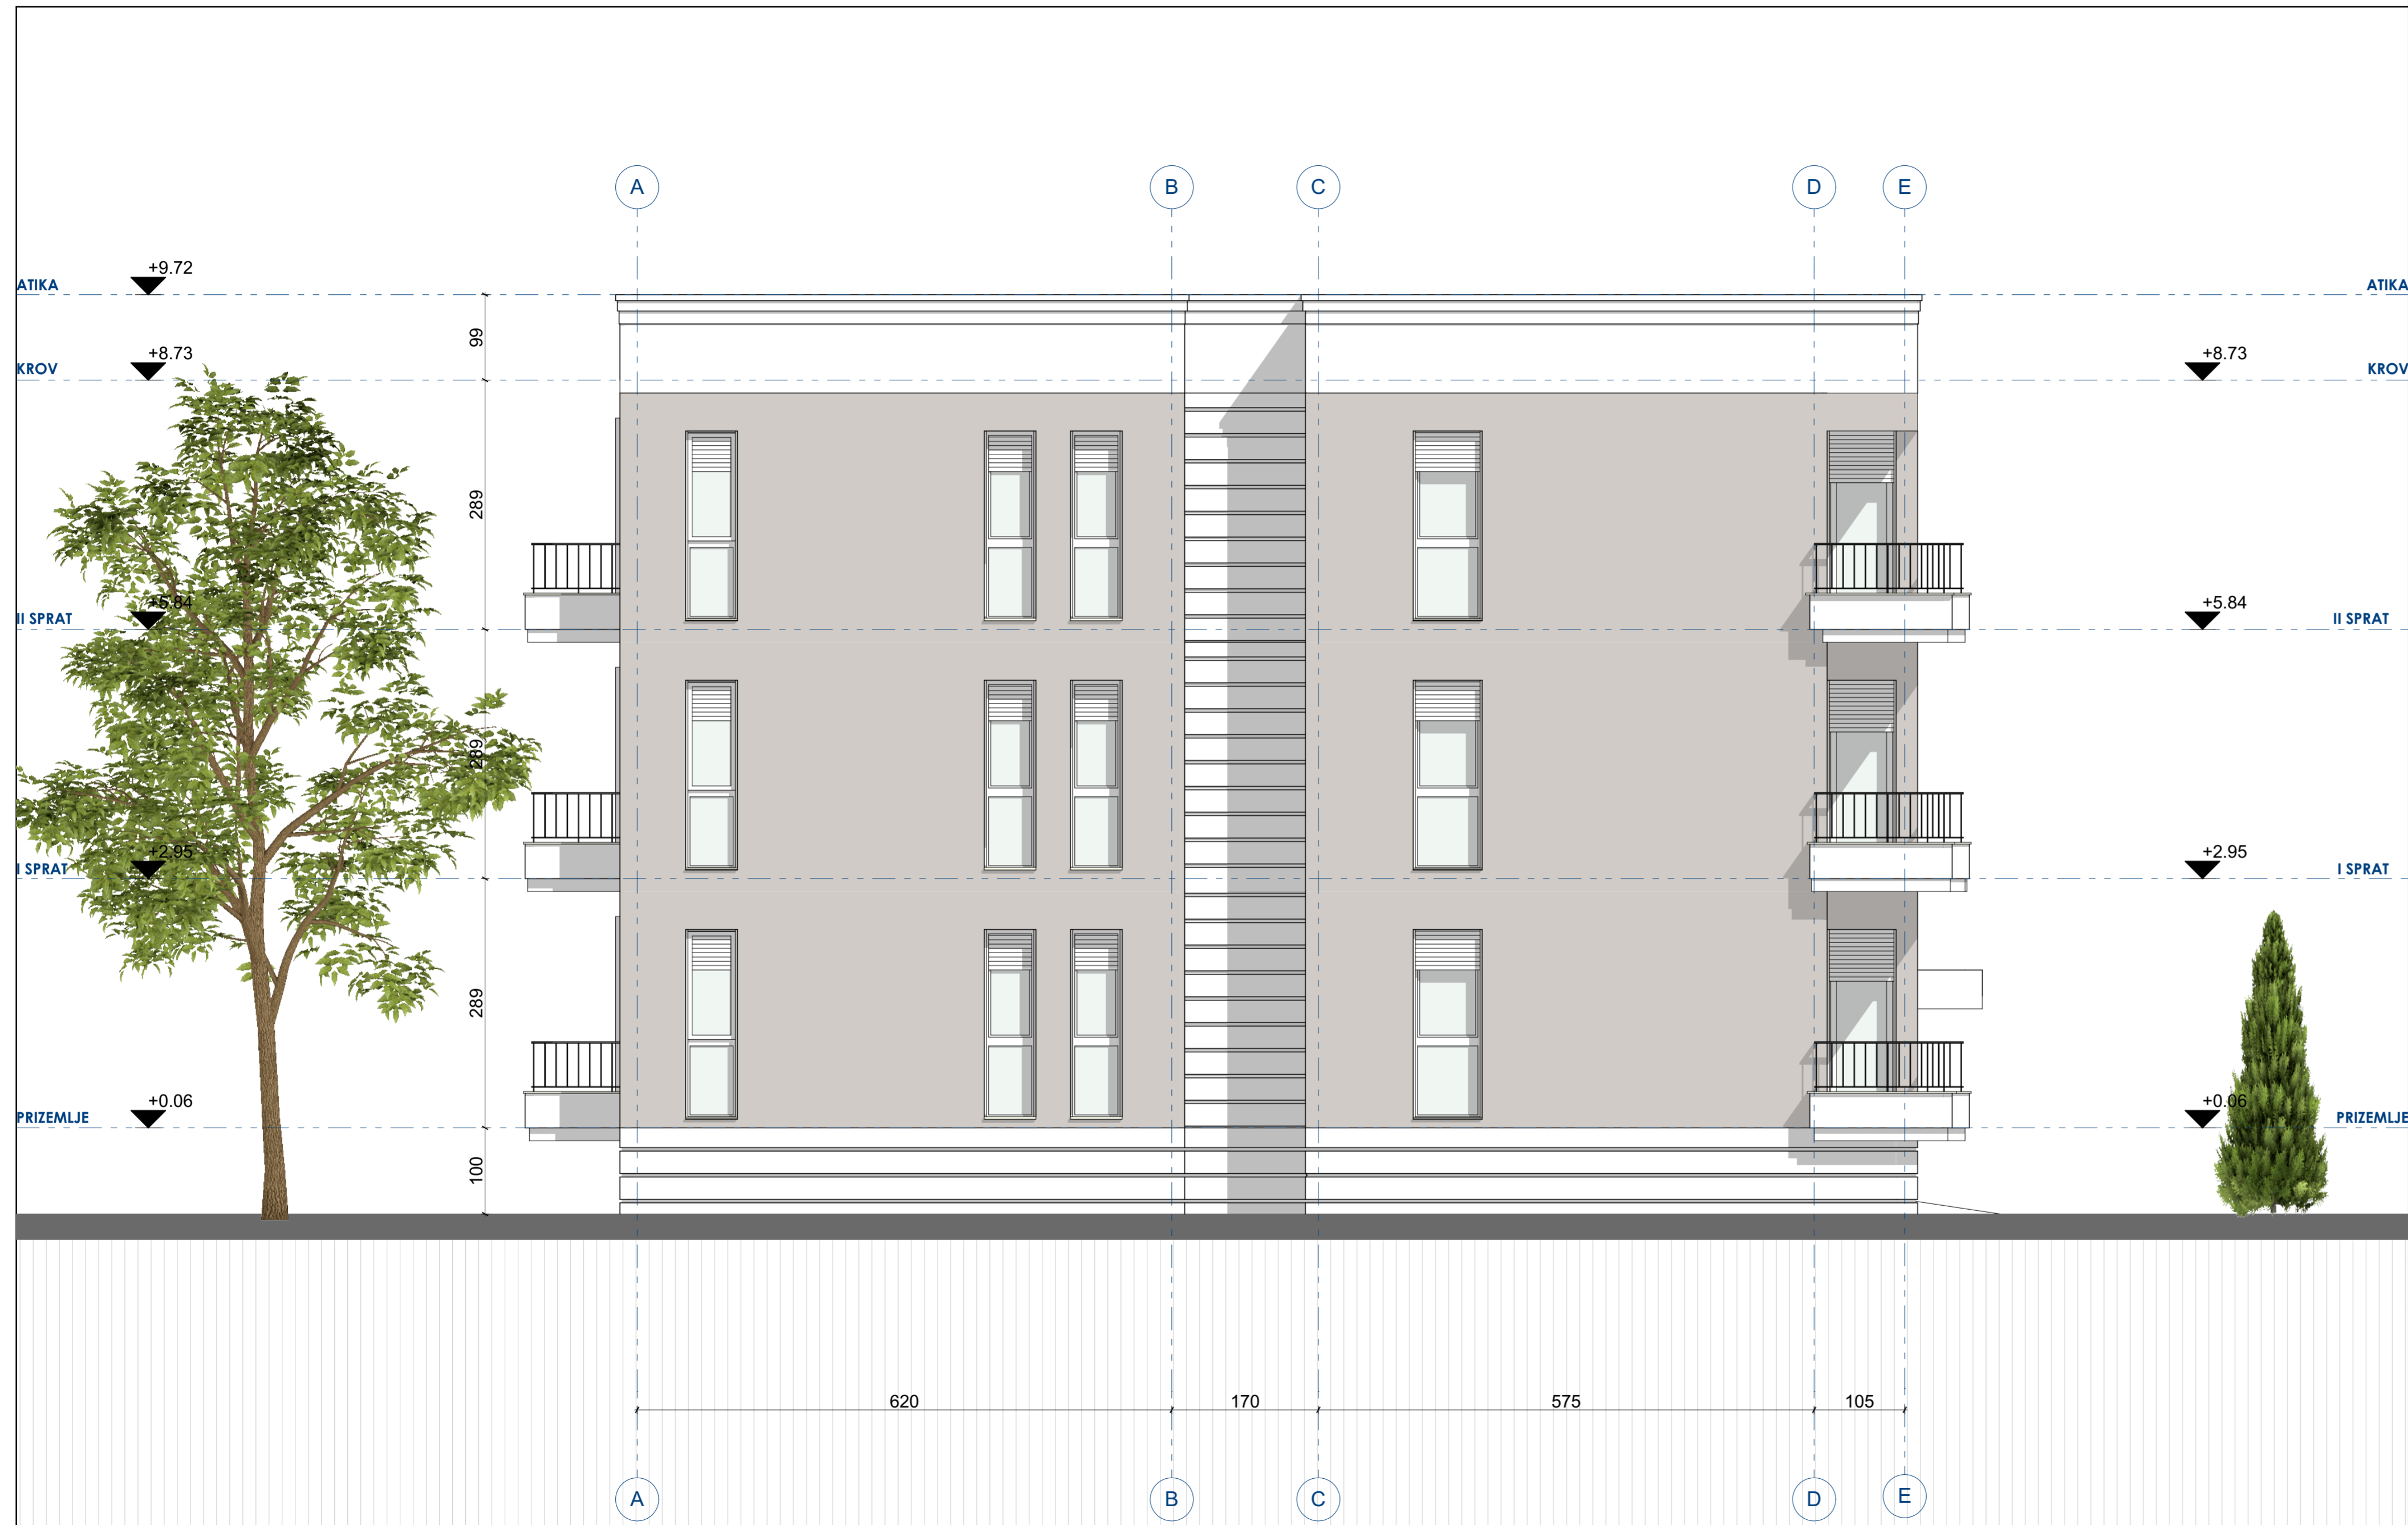 A B C D E
+9.72
ATIKA ATIKA
99
+8.73 +8.73
KROV KROV
289
+5.84 +5.84
II SPRAT II SPRAT
289
+2.95 +2.95
I SPRAT I SPRAT
289
+0.06 +0.06
PRIZEMLJE PRIZEMLJE
100
620 170 575 105
A B C D E